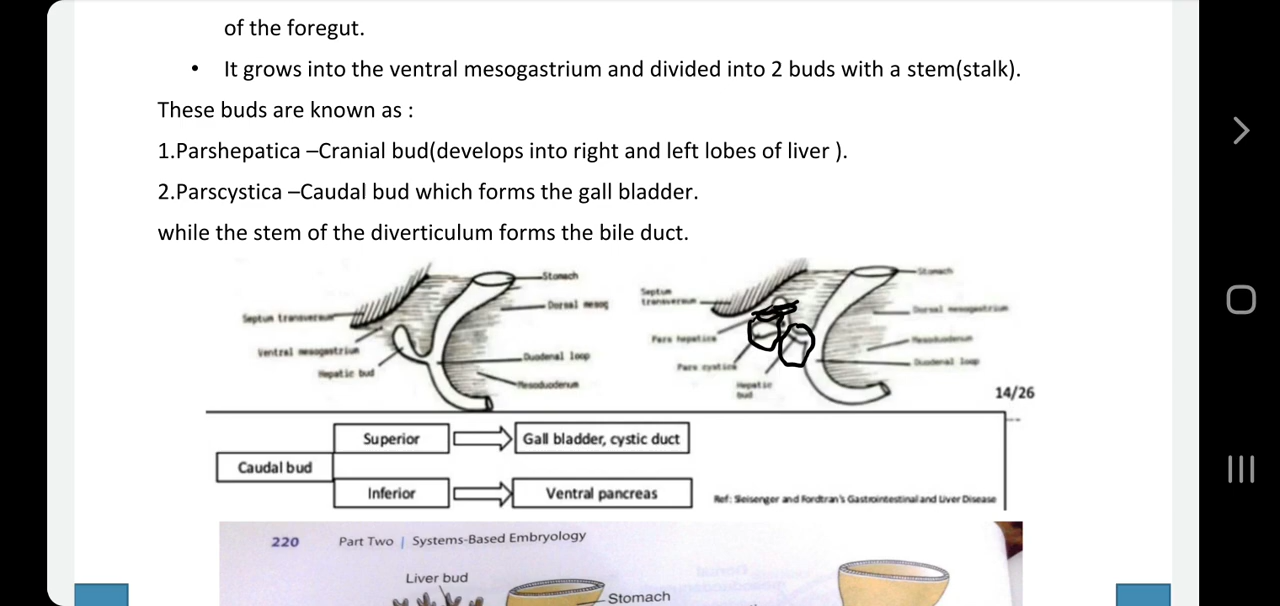 of the foregut.
• It grows into the ventral mesogastrium and divided into 2 buds with a stem(stalk).
These buds are known as :
1.Parshepatica –Cranial bud(develops into right and left lobes of liver ).
2.Parscystica –Caudal bud which forms the gall bladder.
while the stem of the diverticulum forms the bile duct.
Stomach
Dorsal mesog
Septum transversum
Ventral mesogastrium
Hepatic bud
Duodenal loop
Mesoduodenum
Stomach
Septum
transversum
Dorsal mesogastrium
Pars hepatica
Mesoduodenum
Pars cystica
Duodenal loop
Hepatic
bud
14/26
Superior
Gall bladder, cystic duct
Caudal bud
Inferior
Ventral pancreas
Ref: Sleisenger and Fordtran's Gastrointestinal and Liver Disease
220 Part Two | Systems-Based Embryology
Liver bud
Stomach